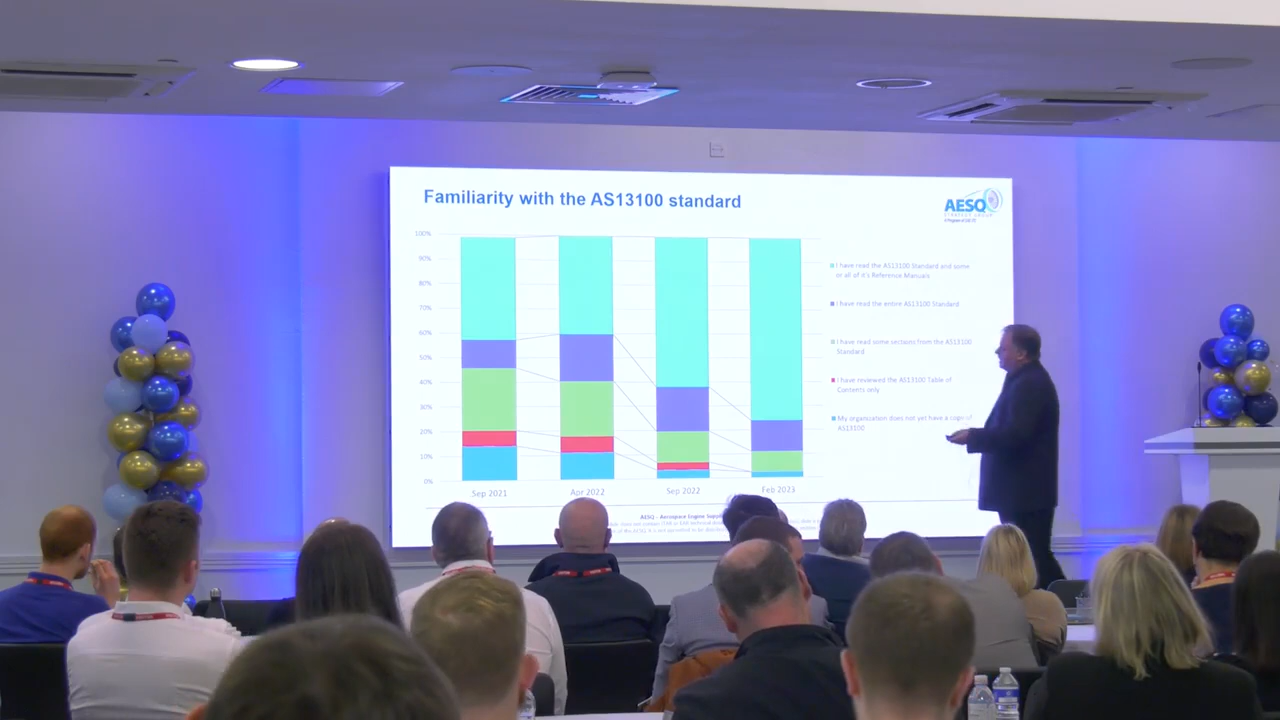 Familiarity with the AS13100 standard
AESQ
STRATEGY GROUP
100%
90%
80%
70%
60%
50%
40%
30%
20%
10%
0%
Sep 2021
Apr 2022
Sep 2022
Feb 2023
I have read the AS13100 Standard and some
or all of it's Reference Manuals
I have read the entire AS13100 Standard
I have read some sections from the AS13100
Standard
I have reviewed the AS13100 Table of
Contents only
My organisation does not yet have a copy of
AS13100
AESQ - Aerospace Engine